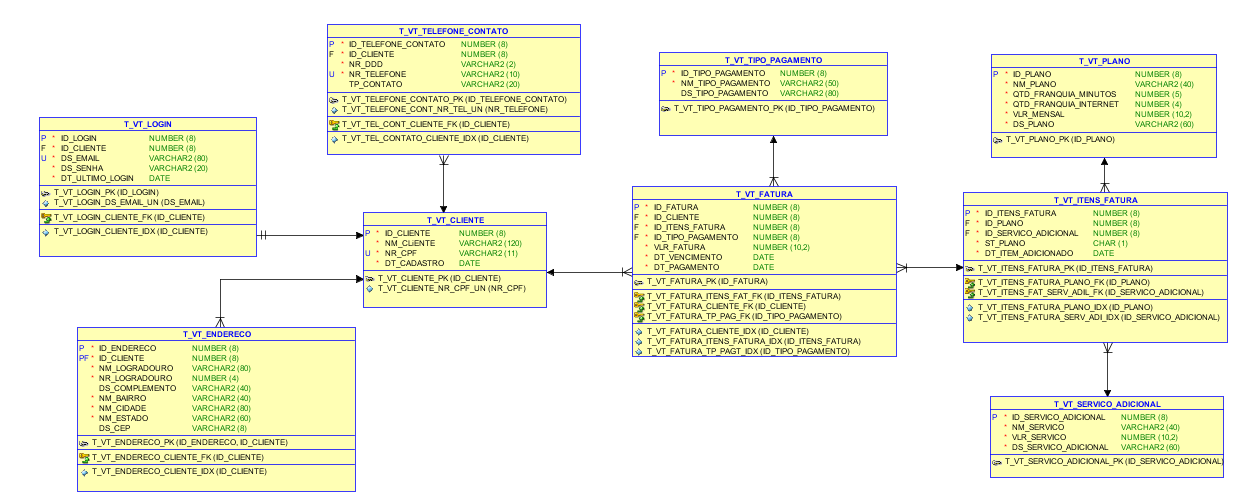 T_VT_TELEFONE_CONTATO
P * ID_TELEFONE_CONTATO NUMBER (8)
F * ID_CLIENTE NUMBER (8)
* NR_DDD VARCHAR2 (2)
U * NR_TELEFONE VARCHAR2 (10)
TP_CONTATO VARCHAR2 (20)
T_VT_TELEFONE_CONTATO_PK (ID_TELEFONE_CONTATO)
T_VT_TELEFONE_CONT_NR_TEL_UN (NR_TELEFONE)
T_VT_TEL_CONT_CLIENTE_FK (ID_CLIENTE)
T_VT_TEL_CONTATO_CLIENTE_IDX (ID_CLIENTE)
T_VT_TIPO_PAGAMENTO
P * ID_TIPO_PAGAMENTO NUMBER (8)
* NM_TIPO_PAGAMENTO VARCHAR2 (50)
DS_TIPO_PAGAMENTO VARCHAR2 (80)
T_VT_TIPO_PAGAMENTO_PK (ID_TIPO_PAGAMENTO)
T_VT_PLANO
P * ID_PLANO NUMBER (8)
* NM_PLANO VARCHAR2 (40)
* QTD_FRANQUIA_MINUTOS NUMBER (5)
* QTD_FRANQUIA_INTERNET NUMBER (4)
* VLR_MENSAL NUMBER (10,2)
* DS_PLANO VARCHAR2 (60)
T_VT_PLANO_PK (ID_PLANO)
T_VT_LOGIN
P * ID_LOGIN NUMBER (8)
F * ID_CLIENTE NUMBER (8)
U * DS_EMAIL VARCHAR2 (80)
* DS_SENHA VARCHAR2 (20)
* DT_ULTIMO_LOGIN DATE
T_VT_LOGIN_PK (ID_LOGIN)
T_VT_LOGIN_DS_EMAIL_UN (DS_EMAIL)
T_VT_LOGIN_CLIENTE_FK (ID_CLIENTE)
T_VT_LOGIN_CLIENTE_IDX (ID_CLIENTE)
T_VT_CLIENTE
P * ID_CLIENTE NUMBER (8)
* NM_CLIENTE VARCHAR2 (120)
U * NR_CPF VARCHAR2 (11)
* DT_CADASTRO DATE
T_VT_CLIENTE_PK (ID_CLIENTE)
T_VT_CLIENTE_NR_CPF_UN (NR_CPF)
T_VT_FATURA
P * ID_FATURA NUMBER (8)
F * ID_CLIENTE NUMBER (8)
F * ID_ITENS_FATURA NUMBER (8)
F * ID_TIPO_PAGAMENTO NUMBER (8)
* VLR_FATURA NUMBER (10,2)
* DT_VENCIMENTO DATE
* DT_PAGAMENTO DATE
T_VT_FATURA_PK (ID_FATURA)
T_VT_FATURA_ITENS_FAT_FK (ID_ITENS_FATURA)
T_VT_FATURA_CLIENTE_FK (ID_CLIENTE)
T_VT_FATURA_TP_PAG_FK (ID_TIPO_PAGAMENTO)
T_VT_FATURA_CLIENTE_IDX (ID_CLIENTE)
T_VT_FATURA_ITENS_FATURA_IDX (ID_ITENS_FATURA)
T_VT_FATURA_TP_PAGT_IDX (ID_TIPO_PAGAMENTO)
T_VT_ITENS_FATURA
P * ID_ITENS_FATURA NUMBER (8)
F * ID_PLANO NUMBER (8)
F * ID_SERVICO_ADICIONAL NUMBER (8)
* ST_PLANO CHAR (1)
* DT_ITEM_ADICIONADO DATE
T_VT_ITENS_FATURA_PK (ID_ITENS_FATURA)
T_VT_ITENS_FATURA_PLANO_FK (ID_PLANO)
T_VT_ITENS_FAT_SERV_ADIL_FK (ID_SERVICO_ADICIONAL)
T_VT_ITENS_FATURA_PLANO_IDX (ID_PLANO)
T_VT_ITENS_FATURA_SERV_ADI_IDX (ID_SERVICO_ADICIONAL)
T_VT_ENDERECO
P * ID_ENDERECO NUMBER (8)
PF * ID_CLIENTE NUMBER (8)
* NM_LOGRADOURO VARCHAR2 (80)
* NR_LOGRADOURO NUMBER (4)
DS_COMPLEMENTO VARCHAR2 (40)
* NM_BAIRRO VARCHAR2 (40)
* NM_CIDADE VARCHAR2 (80)
* NM_ESTADO VARCHAR2 (60)
DS_CEP VARCHAR2 (8)
T_VT_ENDERECO_PK (ID_ENDERECO, ID_CLIENTE)
T_VT_ENDERECO_CLIENTE_FK (ID_CLIENTE)
T_VT_ENDERECO_CLIENTE_IDX (ID_CLIENTE)
T_VT_SERVICO_ADICIONAL
P * ID_SERVICO_ADICIONAL NUMBER (8)
* NM_SERVICO VARCHAR2 (40)
* VLR_SERVICO NUMBER (10,2)
* DS_SERVICO_ADICIONAL VARCHAR2 (60)
T_VT_SERVICO_ADICIONAL_PK (ID_SERVICO_ADICIONAL)